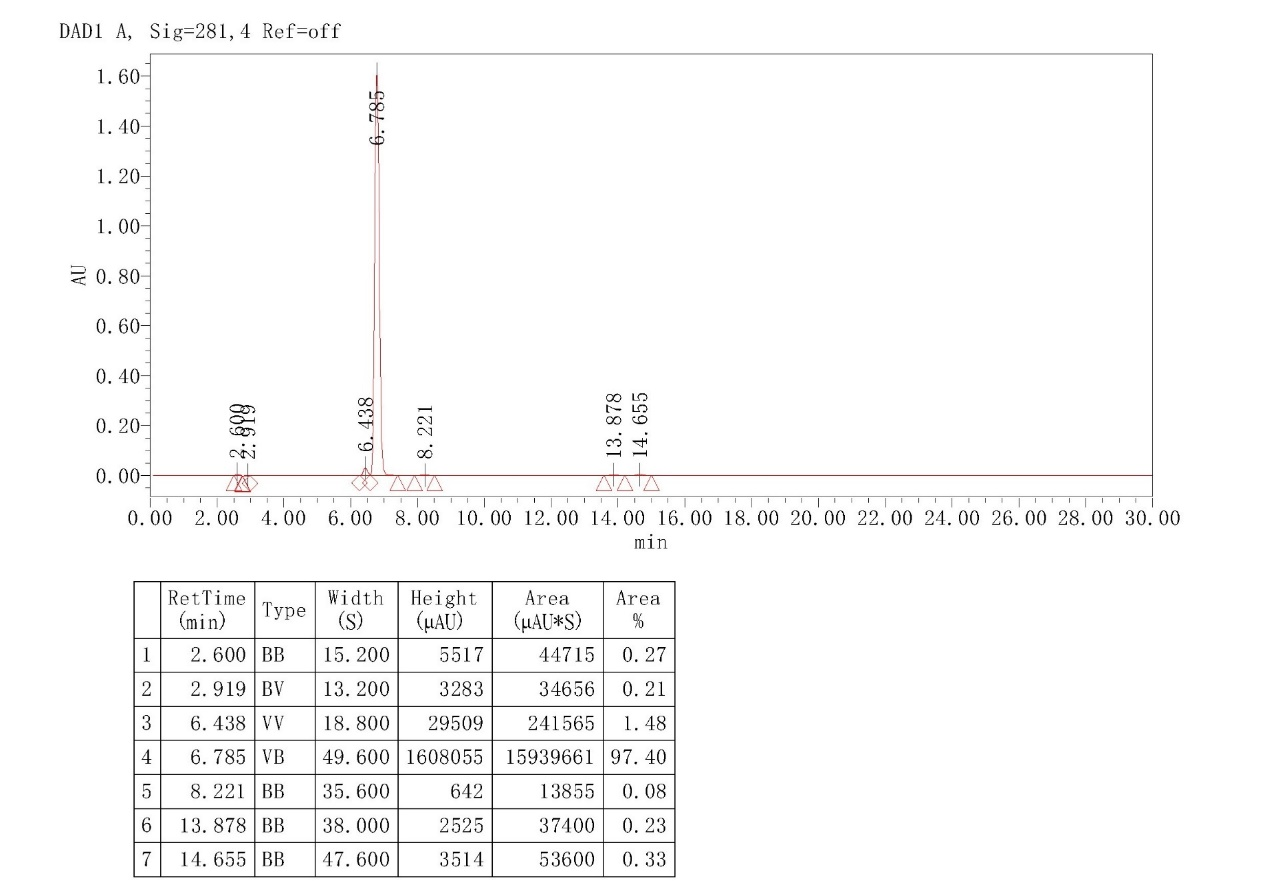 DAD1 A, Sig=281,4 Ref=off
6.785
1.60
1.40
1.20
1.00
0.80
0.60
0.40
0.20
0.00
AU
2.600
2.919
6.438
8.221
13.878
14.655
0.00 2.00 4.00 6.00 8.00 10.00 12.00 14.00 16.00 18.00 20.00 22.00 24.00 26.00 28.00 30.00
min
RetTime (min) Type Width (S) Height (μAU) Area (μAU*S) Area %
1 2.600 BB 15.200 5517 44715 0.27
2 2.919 BV 13.200 3283 34656 0.21
3 6.438 VV 18.800 29509 241565 1.48
4 6.785 VB 49.600 1608055 15939661 97.40
5 8.221 BB 35.600 642 13855 0.08
6 13.878 BB 38.000 2525 37400 0.23
7 14.655 BB 47.600 3514 53600 0.33